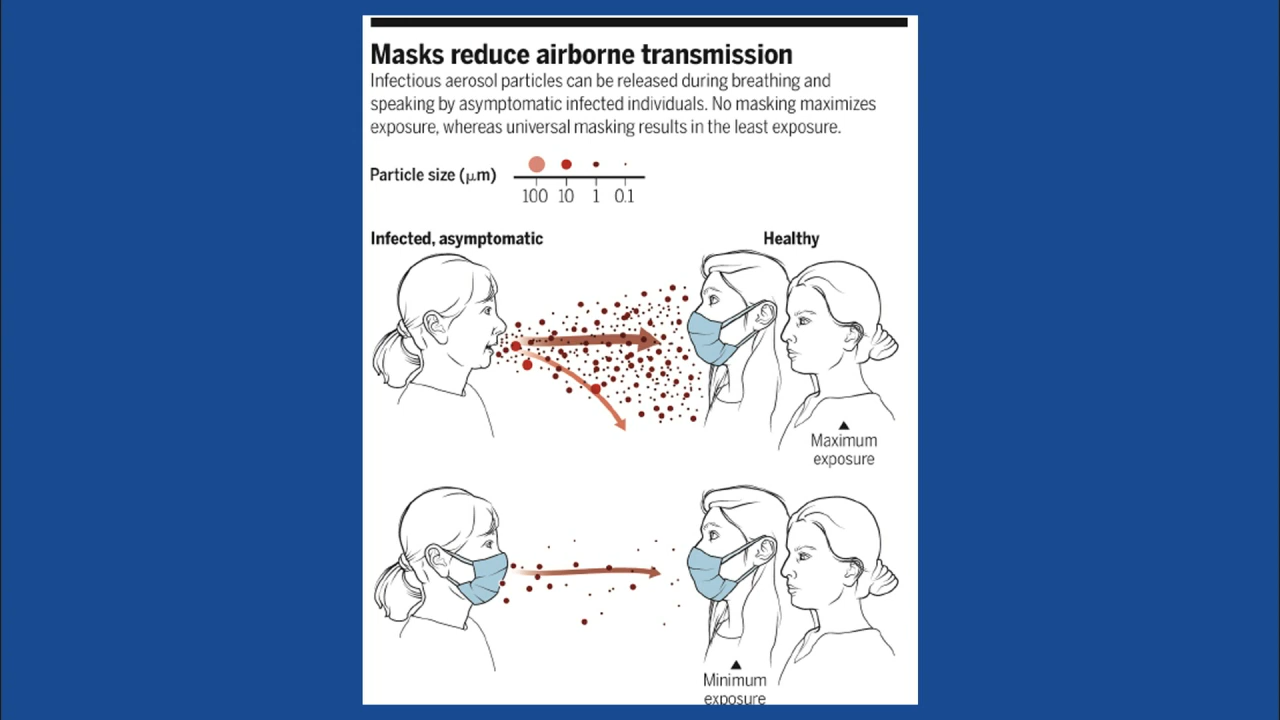 Masks reduce airborne transmission
Infectious aerosol particles can be released during breathing and
speaking by asymptomatic infected individuals. No masking maximizes
exposure, whereas universal masking results in the least exposure.
Particle size (μm)
100 10 1 0.1
Infected, asymptomatic
Healthy
Maximum
exposure
Minimum
exposure